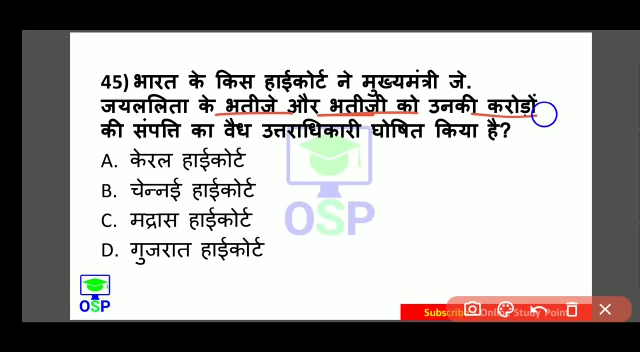 45) भारत के किस हाईकोर्ट ने मुख्यमंत्री जे.
जयललिता के भतीजे और भतीजी को उनकी करोड़ों
की संपत्ति का वैध उत्तराधिकारी घोषित किया है?
A. केरल हाईकोर्ट
B. चेन्नई हाईकोर्ट
C. मद्रास हाईकोर्ट
D. गुजरात हाईकोर्ट
OSP
OSP
Subscribe Online Study Point